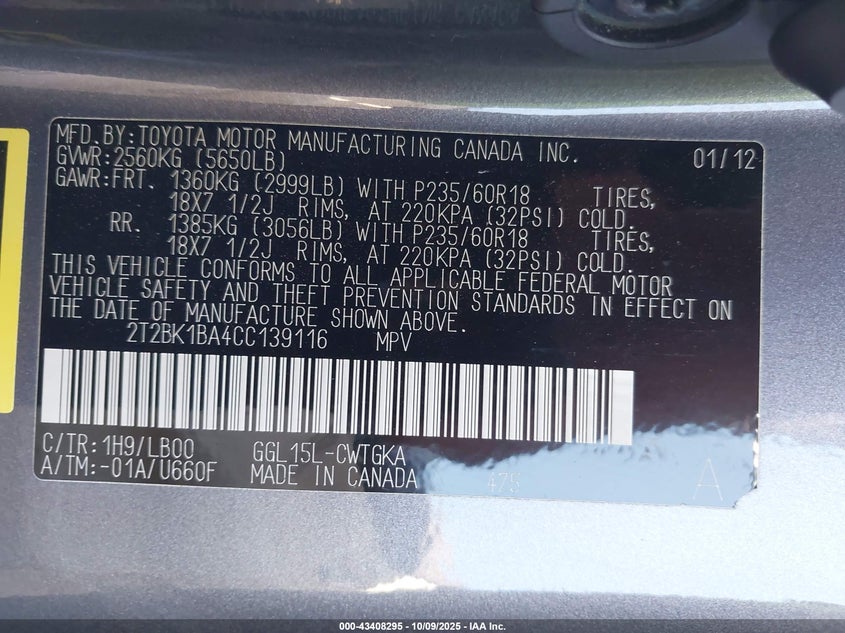 MFD. BY: TOYOTA MOTOR MANUFACTURING CANADA INC. 01/12
GVWR: 2560KG (5650LB)
GAWR: FRT. 1360KG (2999LB) WITH P235/60R18 TIRES,
18X7 1/2J RIMS, AT 220KPA (32PSI) COLD.
RR. 1385KG (3056LB) WITH P235/60R18 TIRES,
18X7 1/2J RIMS, AT 220KPA (32PSI) COLD.
THIS VEHICLE CONFORMS TO ALL APPLICABLE FEDERAL MOTOR
VEHICLE SAFETY AND THEFT PREVENTION STANDARDS IN EFFECT ON
THE DATE OF MANUFACTURE SHOWN ABOVE.
2T2BK1BA4CC139116 MPV
C/TR: 1H9/LB00 GGL15L-CWTGKA
A/TM: -01A/U660F MADE IN CANADA 475 A
000-43408295 - 10/09/2025 - IAA Inc.